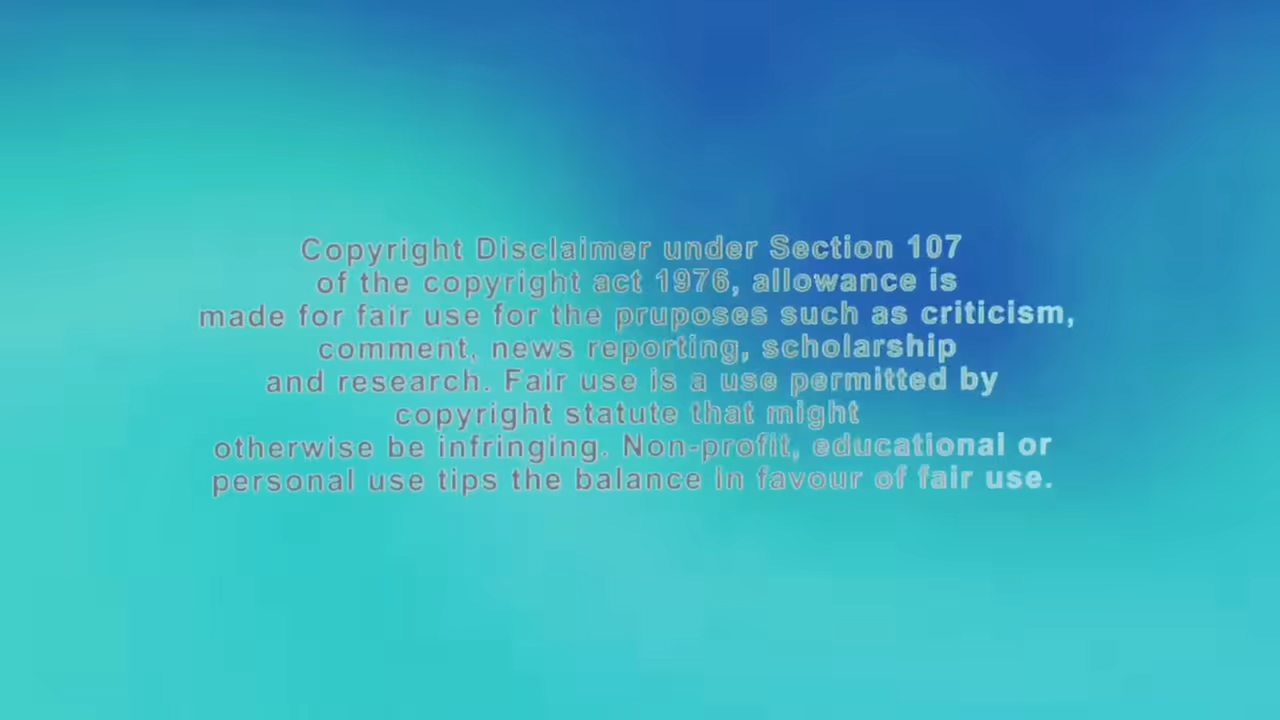 Copyright Disclaimer under Section 107
of the copyright act 1976, allowance is
made for fair use for the pruposes such as criticism,
comment, news reporting, scholarship
and research. Fair use is a use permitted by
copyright statute that might
otherwise be infringing. Non-profit, educational or
personal use tips the balance in favour of fair use.